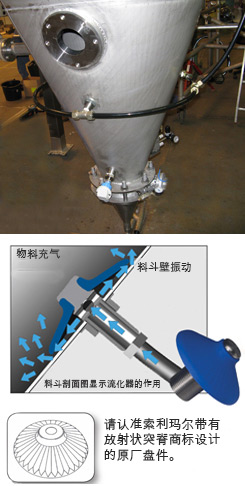 物料充气
料斗壁振动
料斗剖面图显示流化器的作用
请认准索利玛尔带有
放射状突脊商标设计
的原厂盘件。